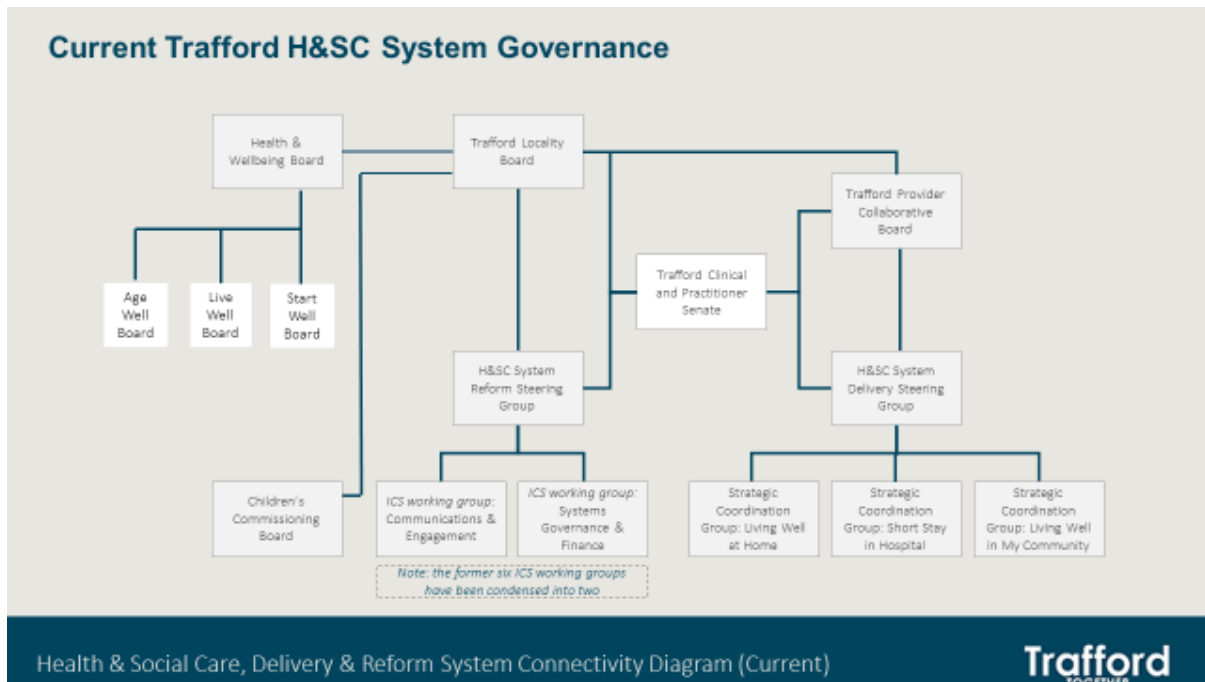 Current Trafford H&SC System Governance
Health &
Wellbeing Board
Trafford Locality
Board
Trafford Provider
Collaborative
Board
Trafford Clinical
and Practitioner
Senate
Age
Well
Board
Live
Well
Board
Start
Well
Board
H&SC System
Reform Steering
Group
H&SC System
Delivery Steering
Group
Children's
Commissioning
Board
ICS working group:
Communications &
Engagement
ICS working group:
Systems
Governance &
Finance
Strategic
Coordination
Group: Living Well
at Home
Strategic
Coordination
Group: Short Stay
in Hospital
Strategic
Coordination
Group: Living Well
in My Community
Note: the former six ICS working groups
have been condensed into two
Health & Social Care, Delivery & Reform System Connectivity Diagram (Current)
Trafford
TOGETHER